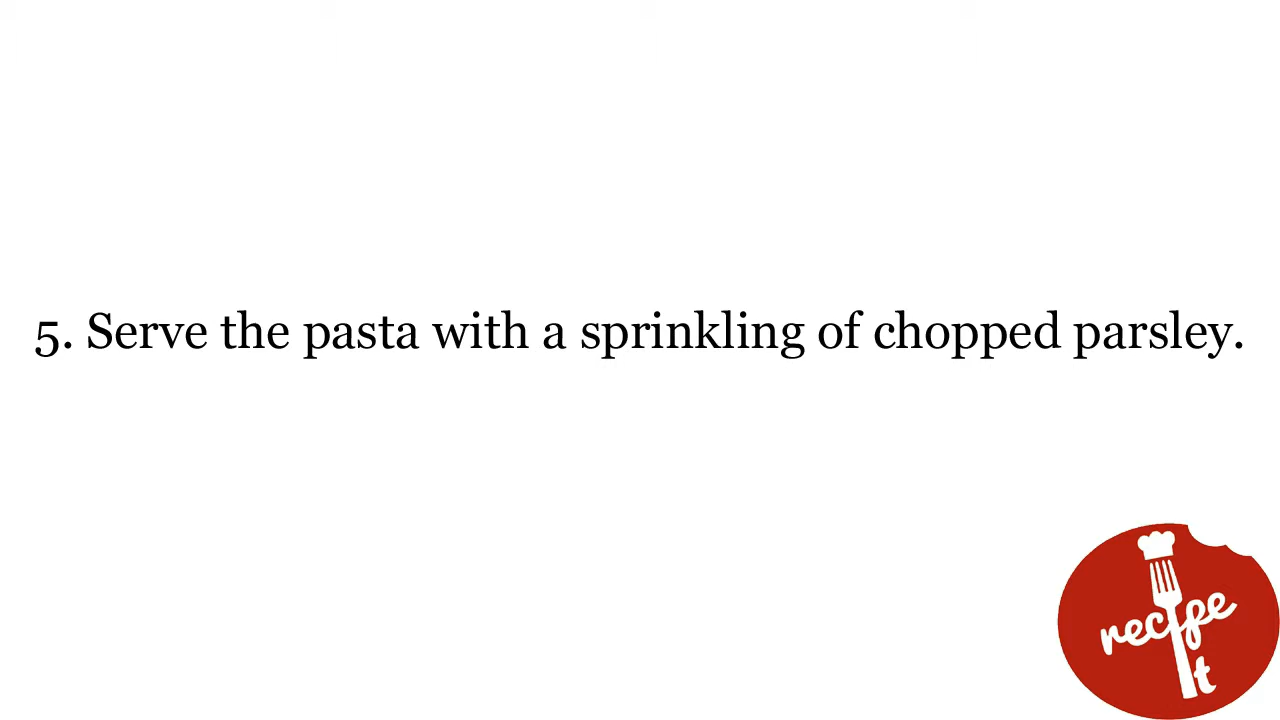 5. Serve the pasta with a sprinkling of chopped parsley.
recipe
it